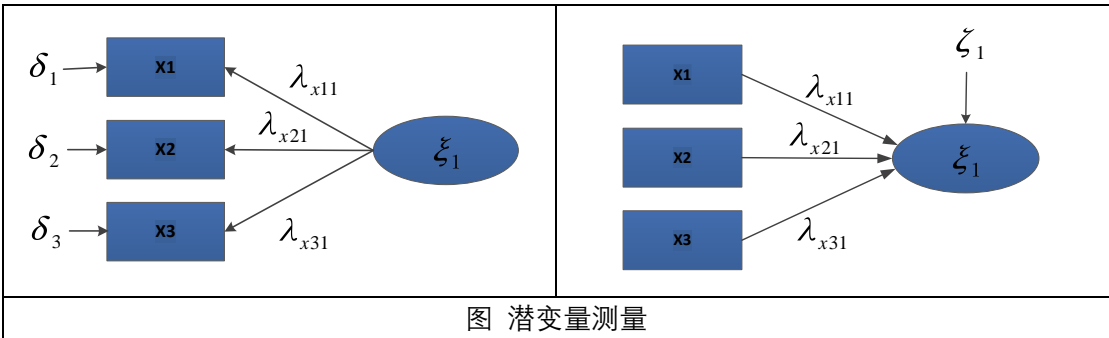 δ₁ X1 λₓ₁₁
δ₂ X2 λₓ₂₁ ξ₁
δ₃ X3 λₓ₃₁
ζ₁
X1 λₓ₁₁
X2 λₓ₂₁ ξ₁
X3 λₓ₃₁
图 潜变量测量